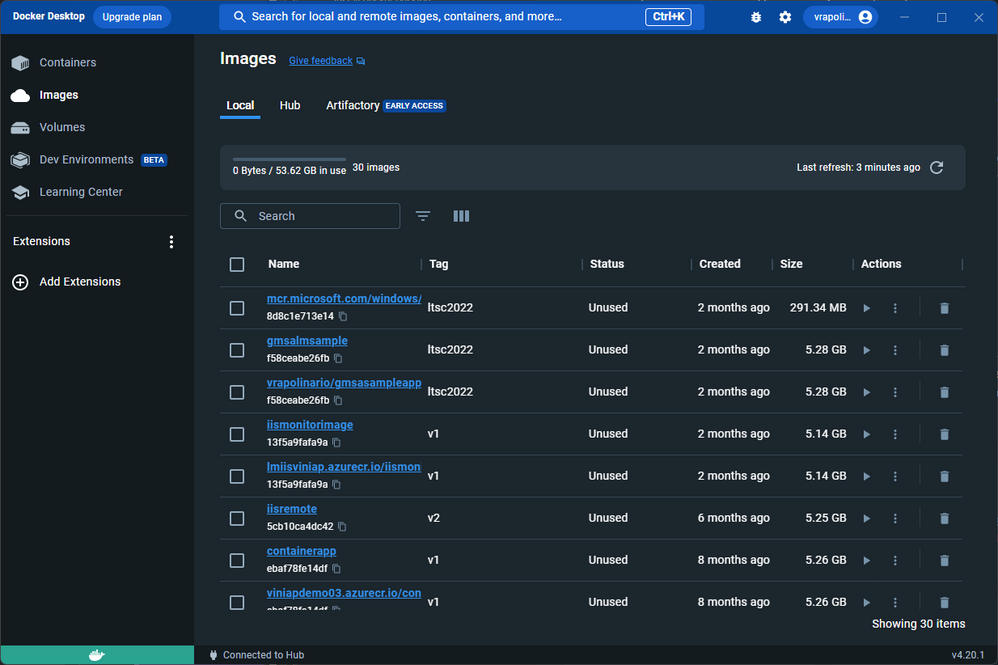 Docker Desktop Upgrade plan Search for local and remote images, containers, and more... Ctrl+K vrapoli...
Containers
Images
Volumes
Dev Environments BETA
Learning Center
Extensions
Add Extensions
Images Give feedback
Local Hub Artifactory EARLY ACCESS
0 Bytes / 53.62 GB in use 30 images Last refresh: 3 minutes ago
Search
Name Tag Status Created Size Actions
mcr.microsoft.com/windows/
8d8c1e713e14
ltsc2022 Unused 2 months ago 291.34 MB
gmsalmsample
f58ceabe26fb
ltsc2022 Unused 2 months ago 5.28 GB
vrapolinario/gmsasampleapp
f58ceabe26fb
ltsc2022 Unused 2 months ago 5.28 GB
iismonitorimage
13f5a9fafa9a
v1 Unused 2 months ago 5.14 GB
lmiisviniap.azurecr.io/iismon
13f5a9fafa9a
v1 Unused 2 months ago 5.14 GB
iisremote
5cb10ca4dc42
v2 Unused 6 months ago 5.25 GB
containerapp
ebaf78fe14df
v1 Unused 8 months ago 5.26 GB
viniapdemo03.azurecr.io/con
ebaf78fe14df
v1 Unused 8 months ago 5.26 GB
Showing 30 items
Connected to Hub v4.20.1